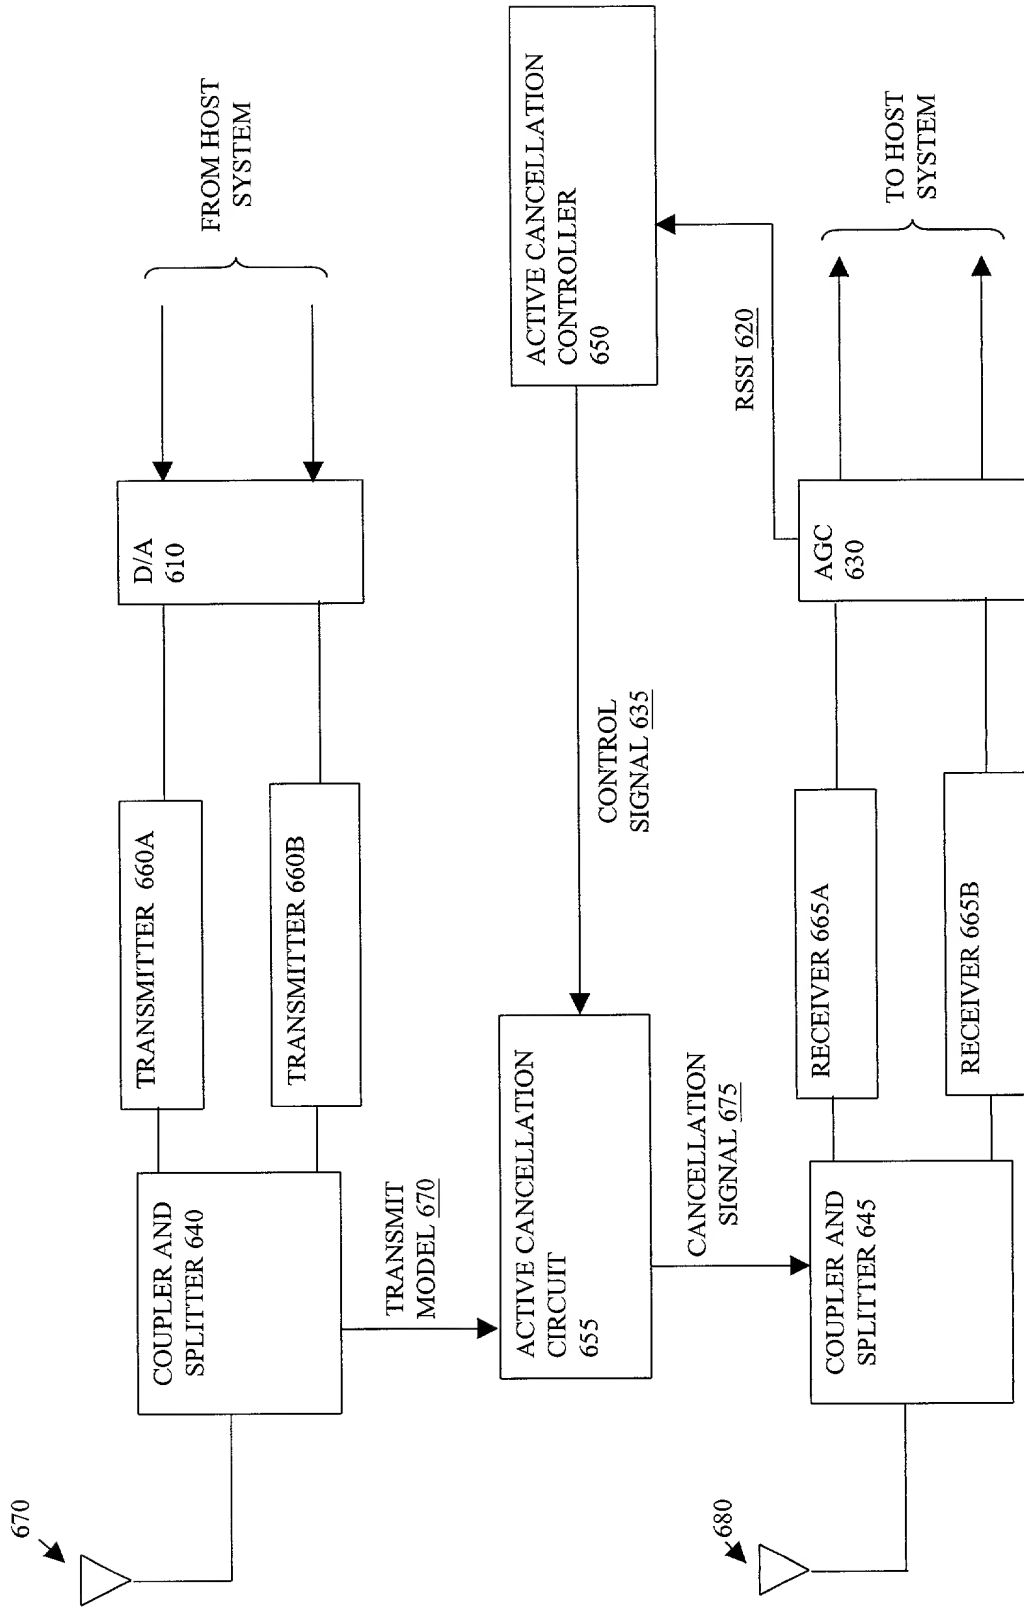 670
COUPLER AND
SPLITTER 640
TRANSMITTER 660A
TRANSMITTER 660B
D/A
610
FROM HOST
SYSTEM
TRANSMIT
MODEL 670
ACTIVE CANCELLATION
CIRCUIT
655
CONTROL
SIGNAL 635
ACTIVE CANCELLATION
CONTROLLER
650
CANCELLATION
SIGNAL 675
RSSI 620
680
COUPLER AND
SPLITTER 645
RECEIVER 665A
RECEIVER 665B
AGC
630
TO HOST
SYSTEM